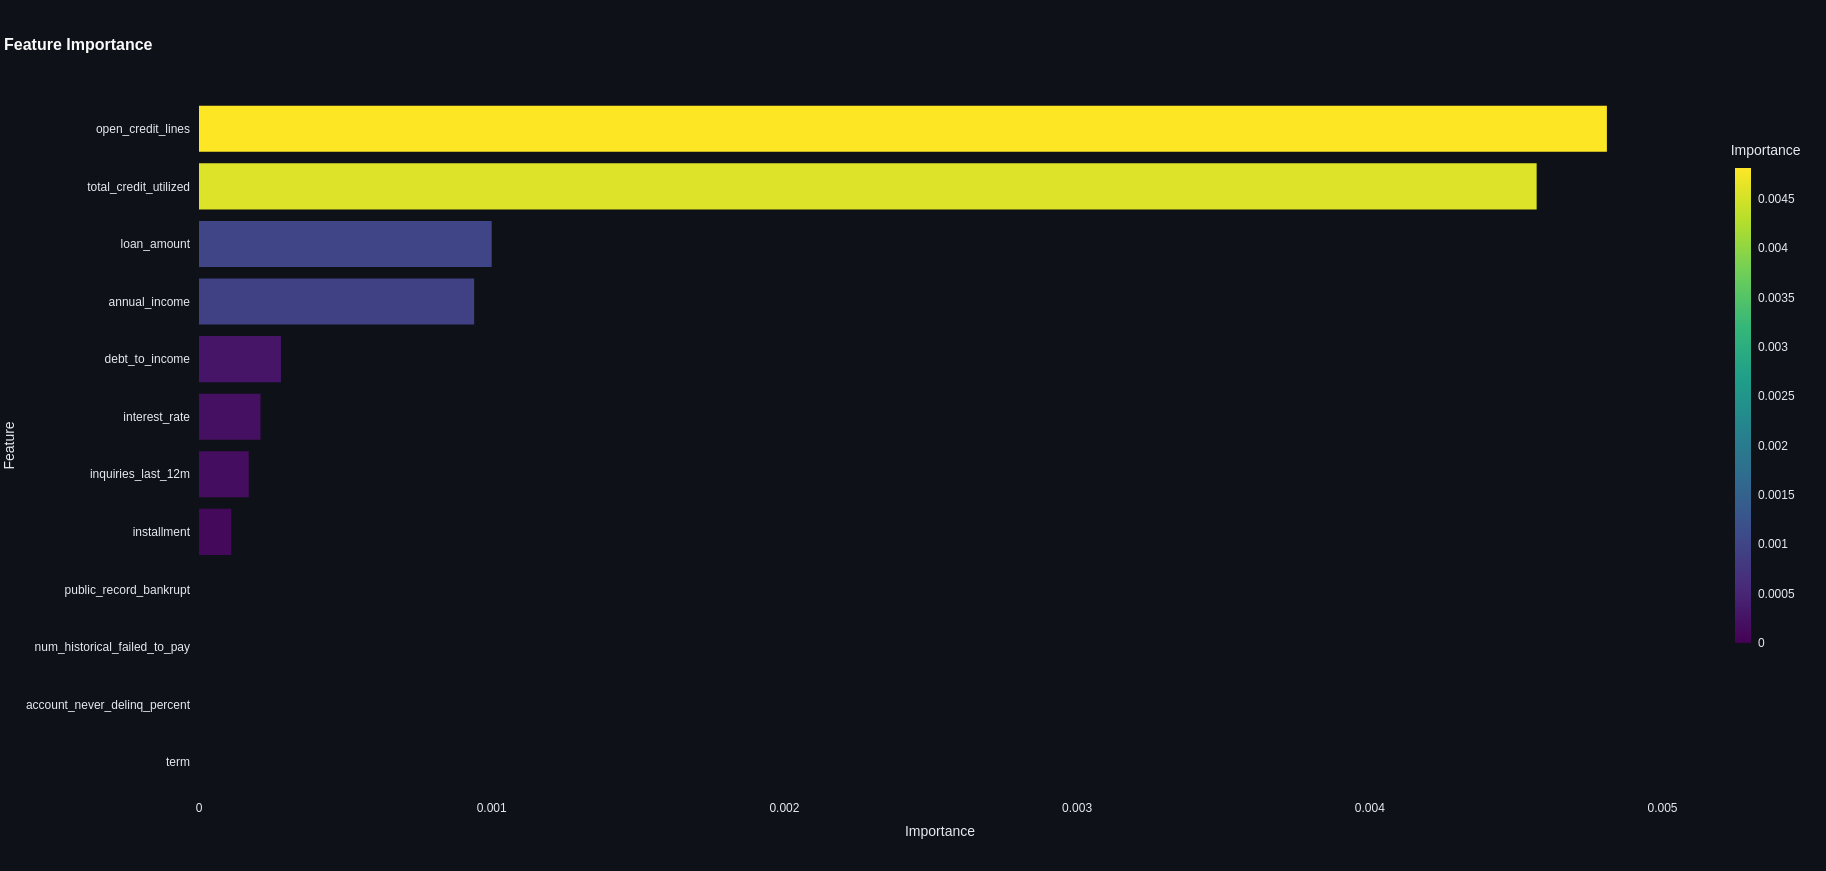 Feature Importance
open_credit_lines
total_credit_utilized
loan_amount
annual_income
debt_to_income
interest_rate
inquiries_last_12m
installment
public_record_bankrupt
num_historical_failed_to_pay
account_never_delinq_percent
term
Feature
0
0.001
0.002
0.003
0.004
0.005
Importance
Importance
0.0045
0.004
0.0035
0.003
0.0025
0.002
0.0015
0.001
0.0005
0